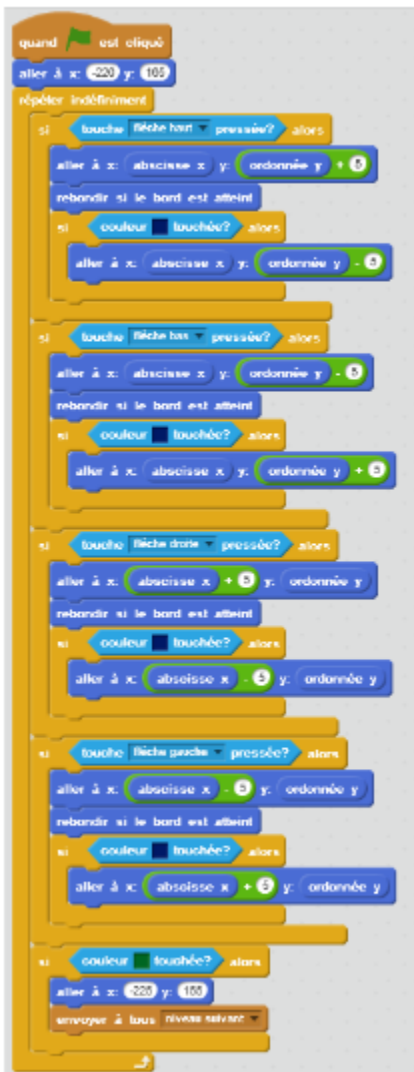 quand est cliqué
aller à x: -220 y: 166
répéter indéfiniment
si touche flèche haut pressée? alors
aller à x: abscisse x y: ordonnée y + 5
rebondir si le bord est atteint
si couleur touchée? alors
aller à x: abscisse x y: ordonnée y - 5
si touche flèche bas pressée? alors
aller à x: abscisse x y: ordonnée y - 5
rebondir si le bord est atteint
si couleur touchée? alors
aller à x: abscisse x y: ordonnée y + 5
si touche flèche droite pressée? alors
aller à x: abscisse x + 5 y: ordonnée y
rebondir si le bord est atteint
si couleur touchée? alors
aller à x: abscisse x - 5 y: ordonnée y
si touche flèche gauche pressée? alors
aller à x: abscisse x - 5 y: ordonnée y
rebondir si le bord est atteint
si couleur touchée? alors
aller à x: abscisse x + 5 y: ordonnée y
si couleur touchée? alors
aller à x: y:
envoyer à tous niveau suivant